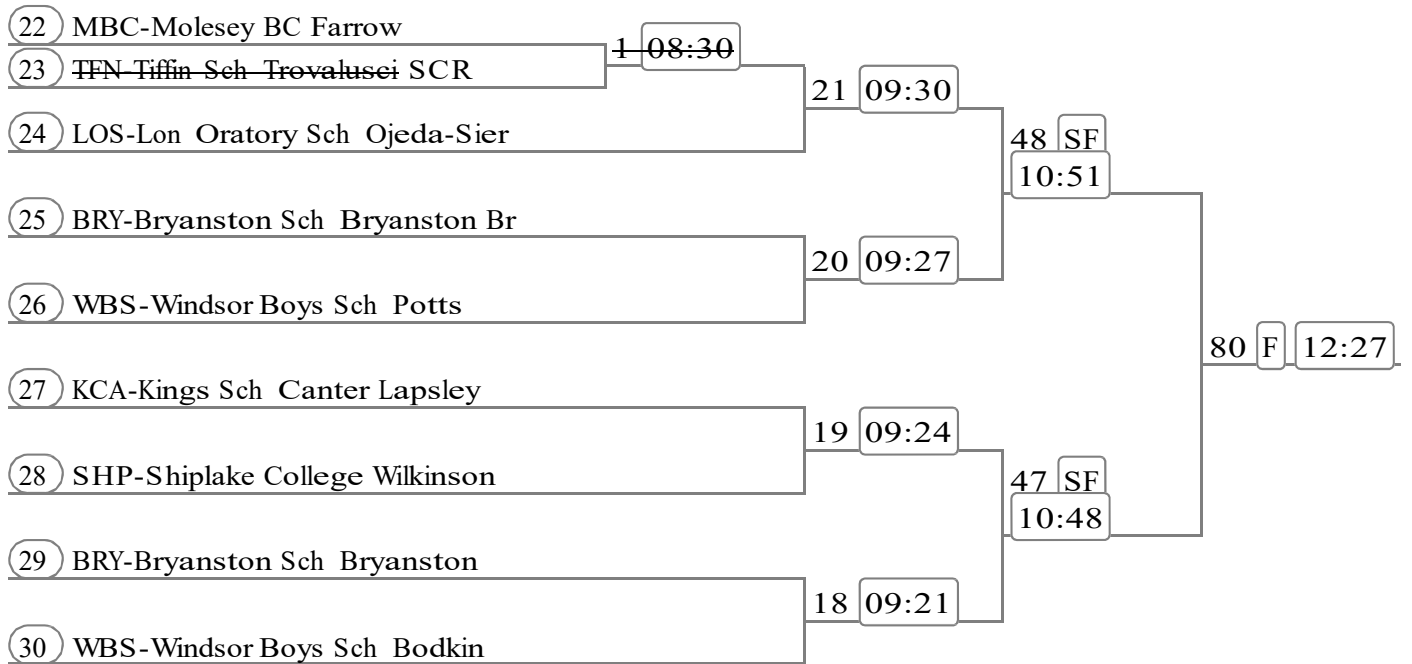 22 MBC-Molesey BC Farrow
1 08:30
23 TFN-Tiffin Sch Trovalusci SCR
21 09:30
24 LOS-Lon Oratory Sch Ojeda-Sier
48 SF
10:51
25 BRY-Bryanston Sch Bryanston Br
20 09:27
26 WBS-Windsor Boys Sch Potts
80 F 12:27
27 KCA-Kings Sch Canter Lapsley
19 09:24
28 SHP-Shiplake College Wilkinson
47 SF
10:48
29 BRY-Bryanston Sch Bryanston
18 09:21
30 WBS-Windsor Boys Sch Bodkin